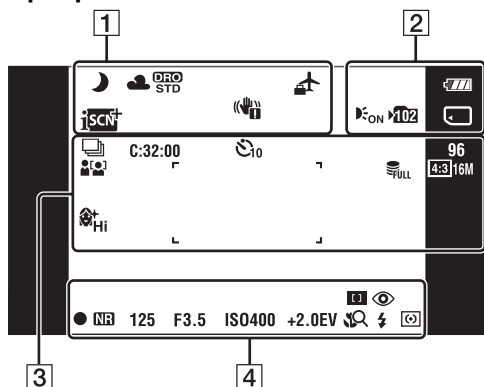 1 2
DRO
STD
iSCN+
ON 102
C:32:00 10 96
FULL 4:3 16M
Hi
NR 125 F3.5 ISO400 +2.0EV
3 4